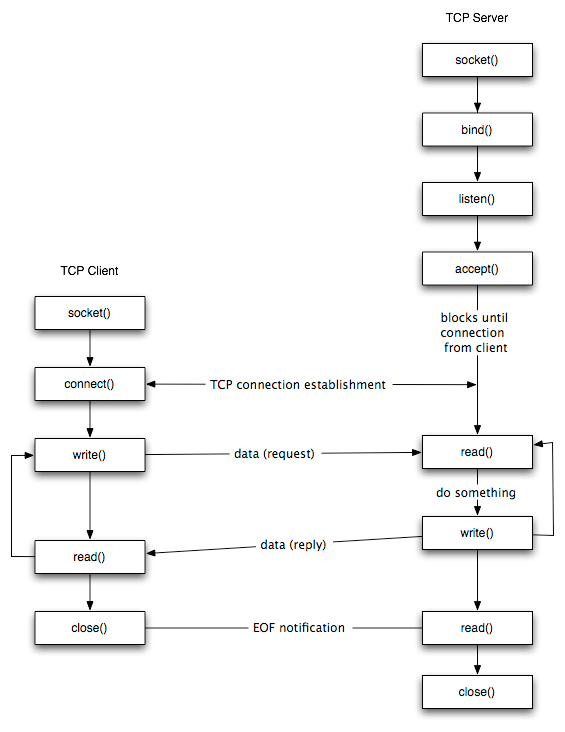 TCP Server
socket()
bind()
listen()
accept()
blocks until
connection
from client
TCP Client
socket()
connect()
TCP connection establishment
write()
data (request)
read()
do something
write()
data (reply)
read()
close()
EOF notification
read()
close()